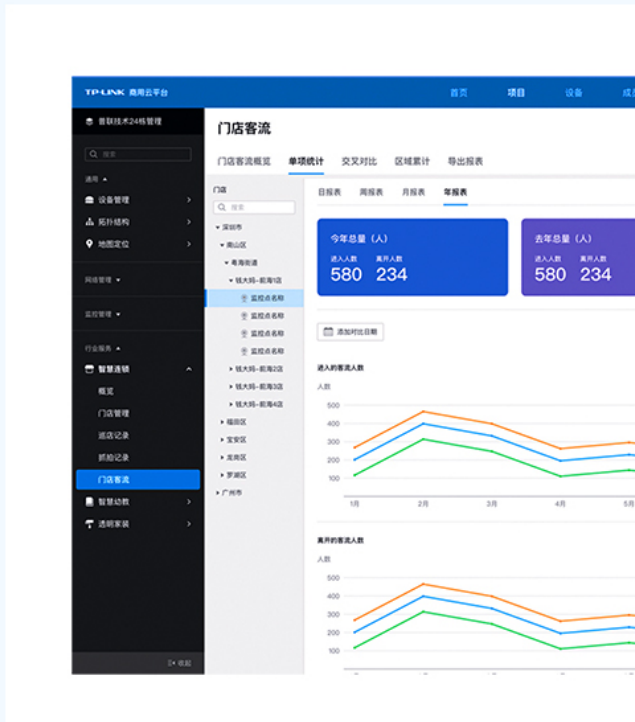 TP-LINK 商用云平台
首页 项目 设备
普联技术24栋管理
搜索
通用
设备管理
拓扑结构
地图定位
网络管理
监控管理
行业服务
智慧连锁
概览
门店管理
巡店记录
抓拍记录
门店客流
智慧幼教
透明家装
收起
门店客流
门店客流概览 单项统计 交叉对比 区域累计 导出报表
门店
搜索
深圳市
南山区
粤海街道
钱大妈-前海1店
监控点名称
监控点名称
监控点名称
监控点名称
钱大妈-前海2店
钱大妈-前海3店
钱大妈-前海4店
福田区
宝安区
龙岗区
罗湖区
广州市
日报表 周报表 月报表 年报表
今年总量（人）
进入人数 离开人数
580 234
去年总量（人）
进入人数 离开人数
580 234
添加对比日期
进入的客流人数
人数
500
400
300
200
100
1月 2月 3月 4月 5月
离开的客流人数
人数
500
400
300
200
100